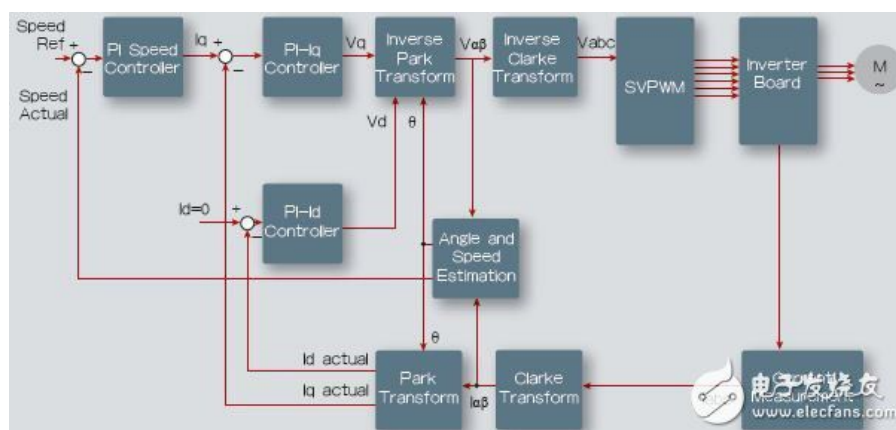 Speed
Ref
+
−
Speed
Actual
PI Speed
Controller
Iq
+
−
PI-Iq
Controller
Vq
Inverse
Park
Transform
Vαβ
Inverse
Clarke
Transform
Vabc
SVPWM
Inverter
Board
M
~
Vd
θ
Id=0
+
−
PI-Id
Controller
Angle and
Speed
Estimation
θ
Id actual
Iq actual
Park
Transform
Iαβ
Clarke
Transform
Measurement
电子发烧友
www.elecfans.com